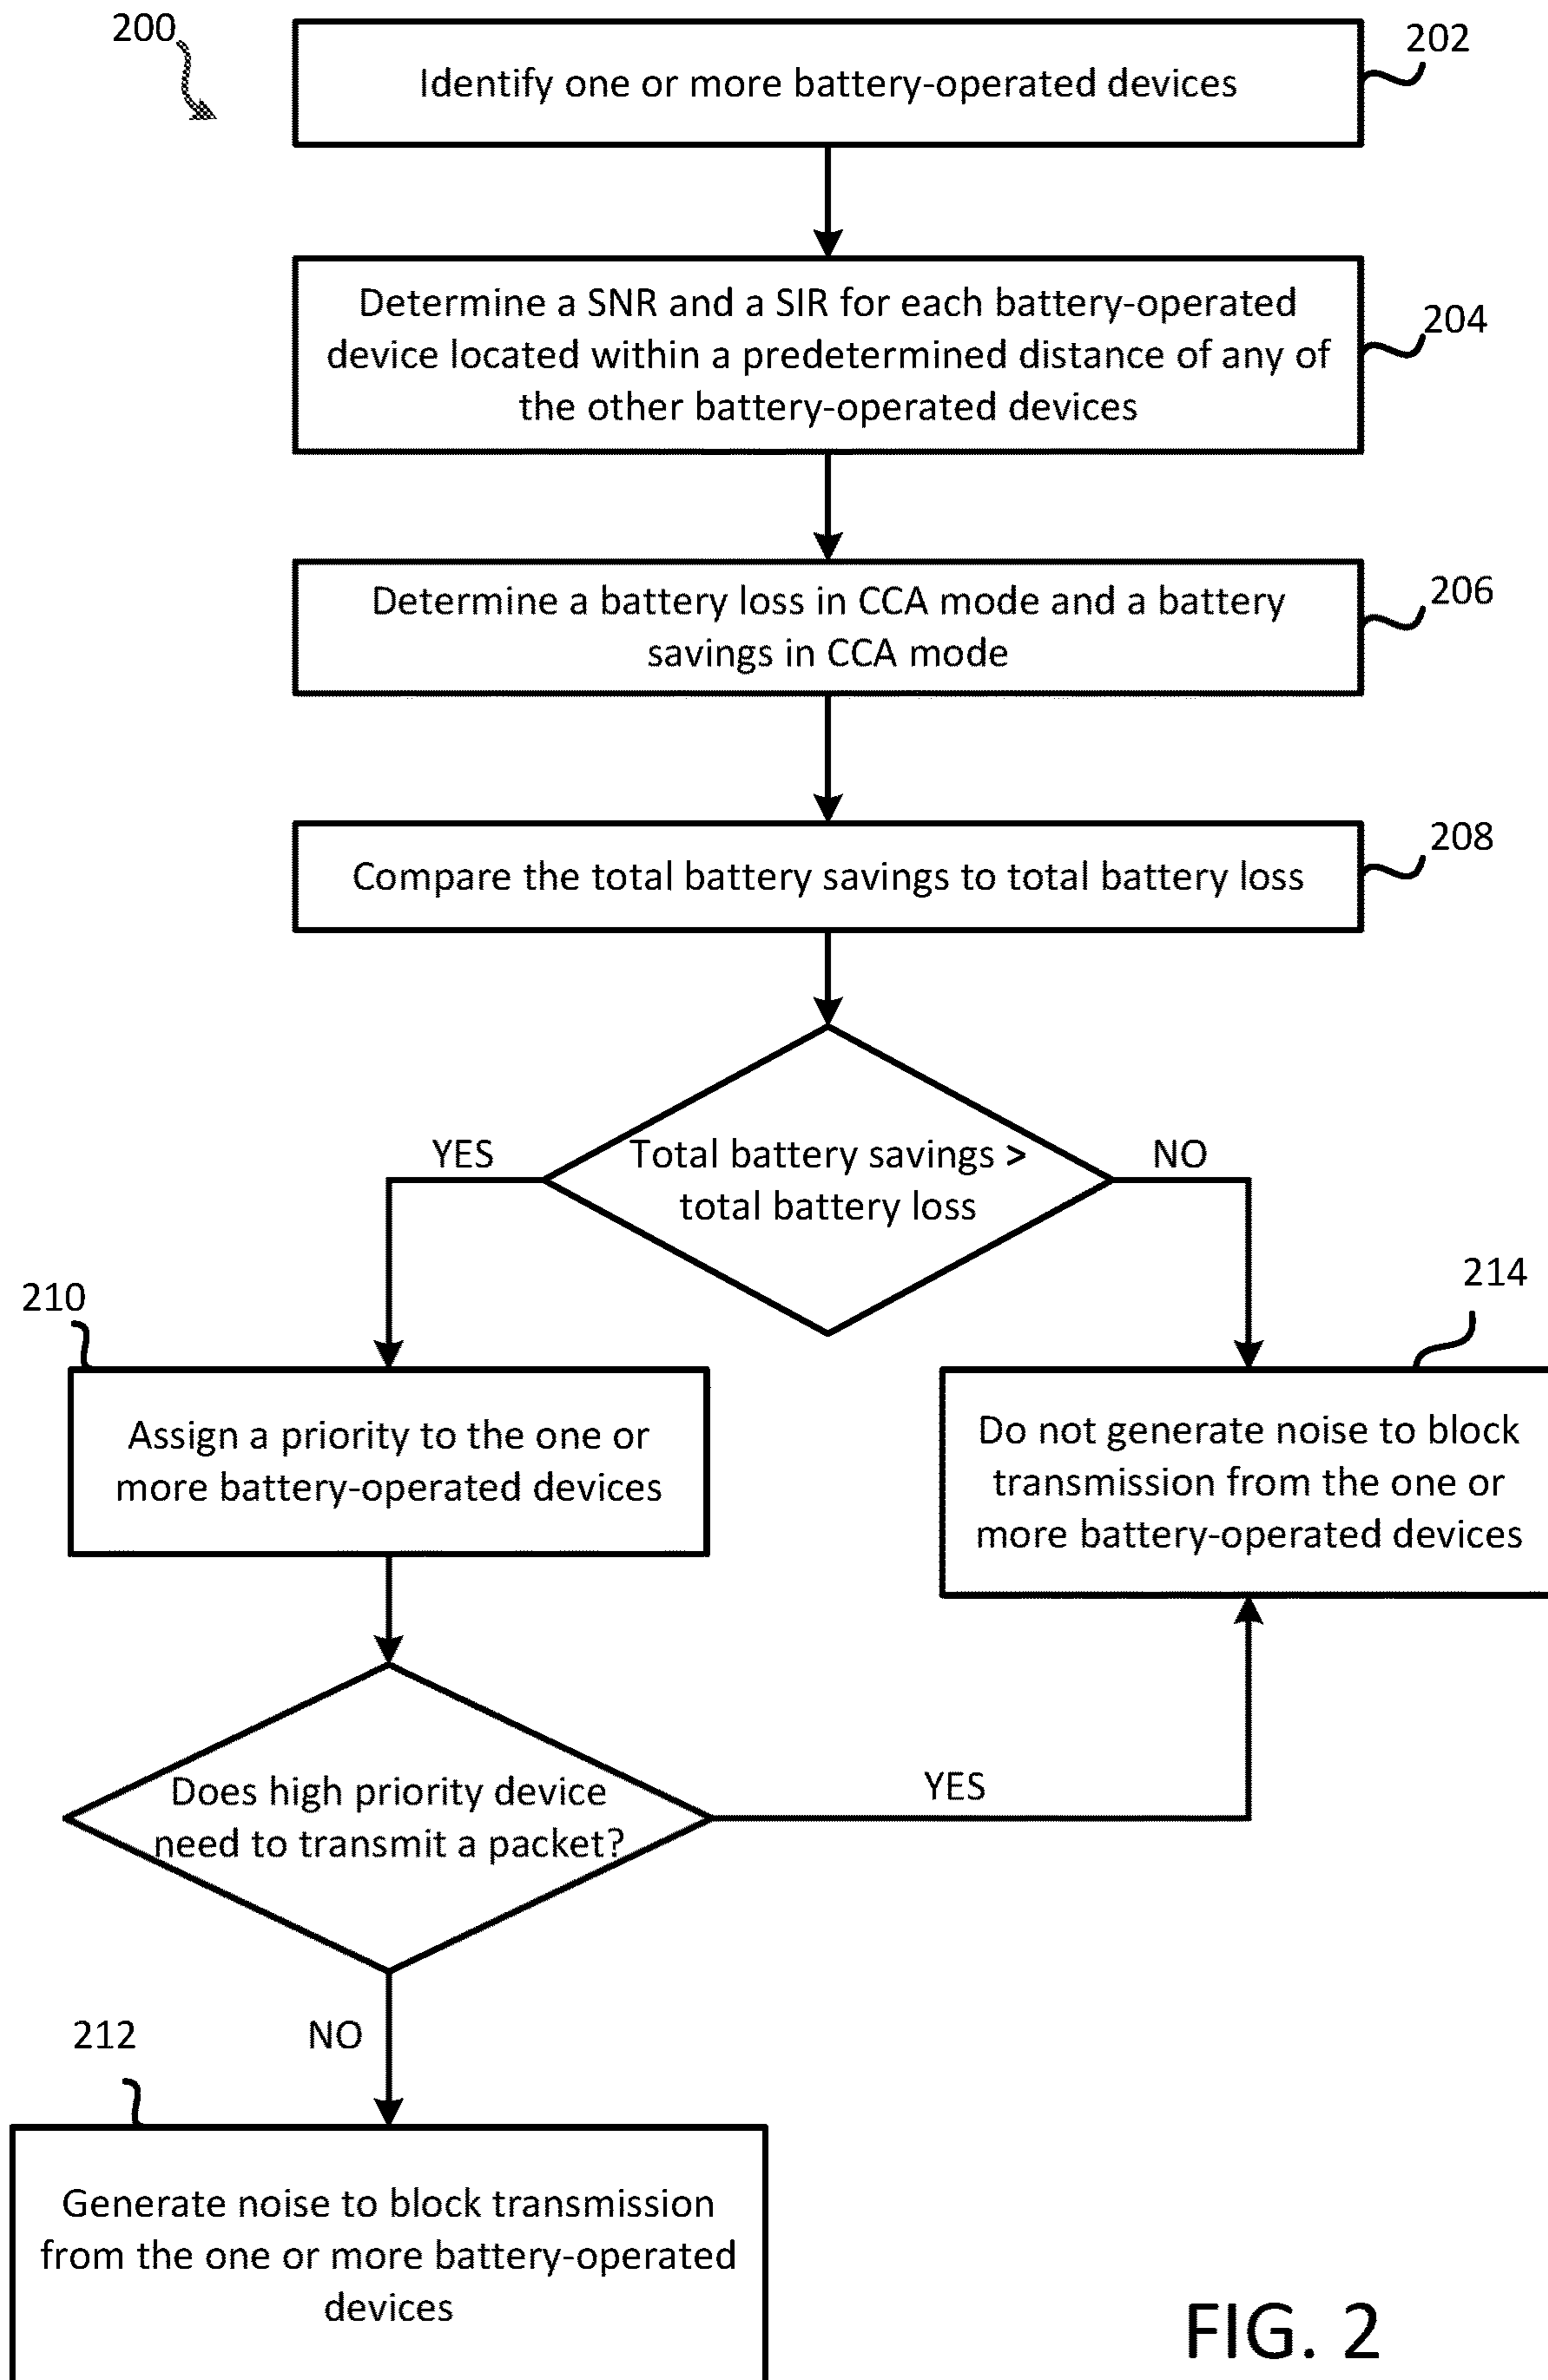 200
202
Identify one or more battery-operated devices
Determine a SNR and a SIR for each battery-operated
device located within a predetermined distance of any of
the other battery-operated devices
204
Determine a battery loss in CCA mode and a battery
savings in CCA mode
206
Compare the total battery savings to total battery loss
208
YES
Total battery savings >
total battery loss
NO
210
214
Assign a priority to the one or
more battery-operated devices
Do not generate noise to block
transmission from the one or
more battery-operated devices
Does high priority device
need to transmit a packet?
YES
212
NO
Generate noise to block transmission
from the one or more battery-operated
devices
FIG. 2